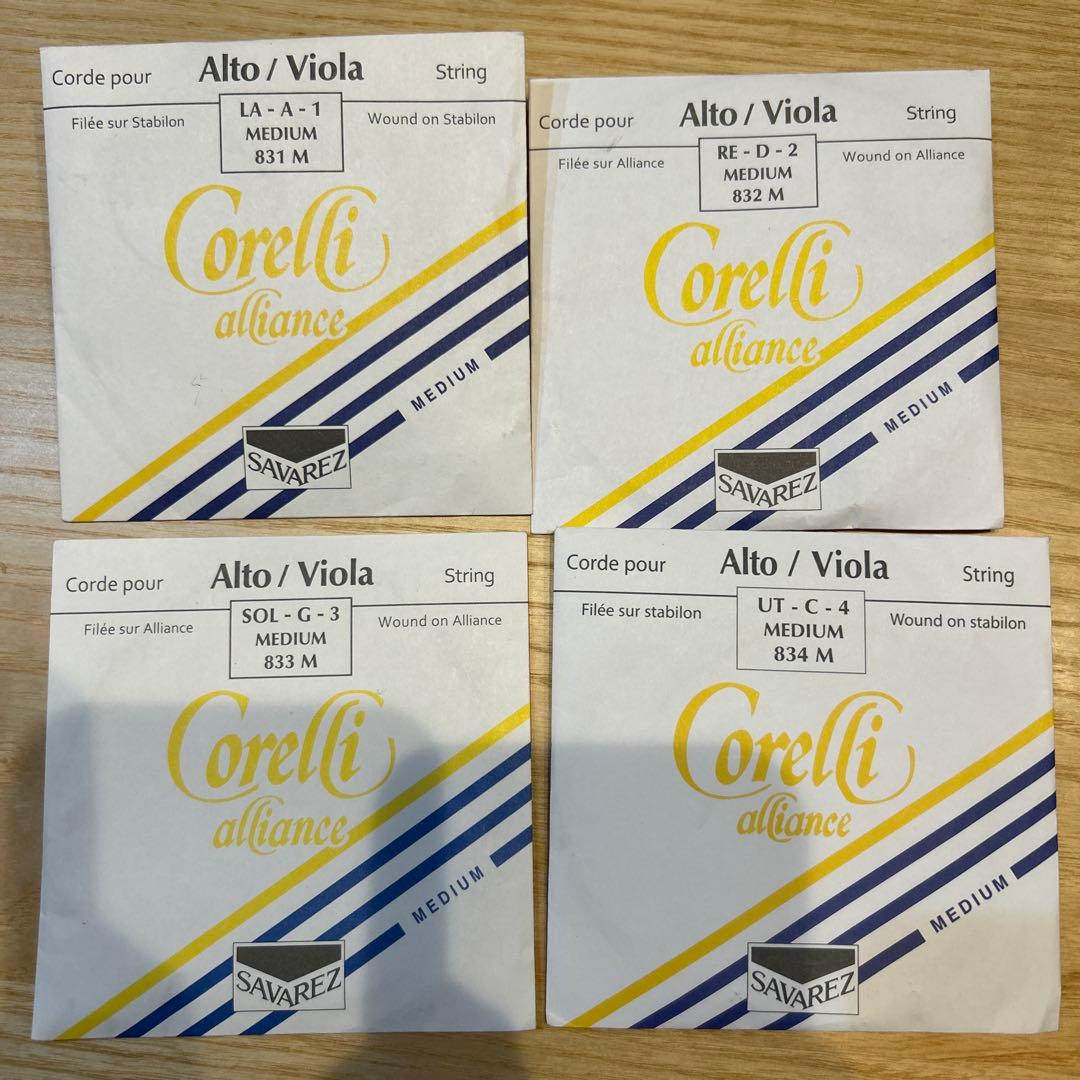 Corde pour Alto / Viola String
LA - A - 1
MEDIUM
831 M
Filée sur Stabilon
Wound on Stabilon
Corelli
alliance
MEDIUM
SAVAREZ
Corde pour Alto / Viola String
RE - D - 2
MEDIUM
832 M
Filée sur Alliance
Wound on Alliance
Corelli
alliance
MEDIUM
SAVAREZ
Corde pour Alto / Viola String
SOL - G - 3
MEDIUM
833 M
Filée sur Alliance
Wound on Alliance
Corelli
alliance
MEDIUM
SAVAREZ
Corde pour Alto / Viola String
UT - C - 4
MEDIUM
834 M
Filée sur stabilon
Wound on stabilon
Corelli
alliance
MEDIUM
SAVAREZ